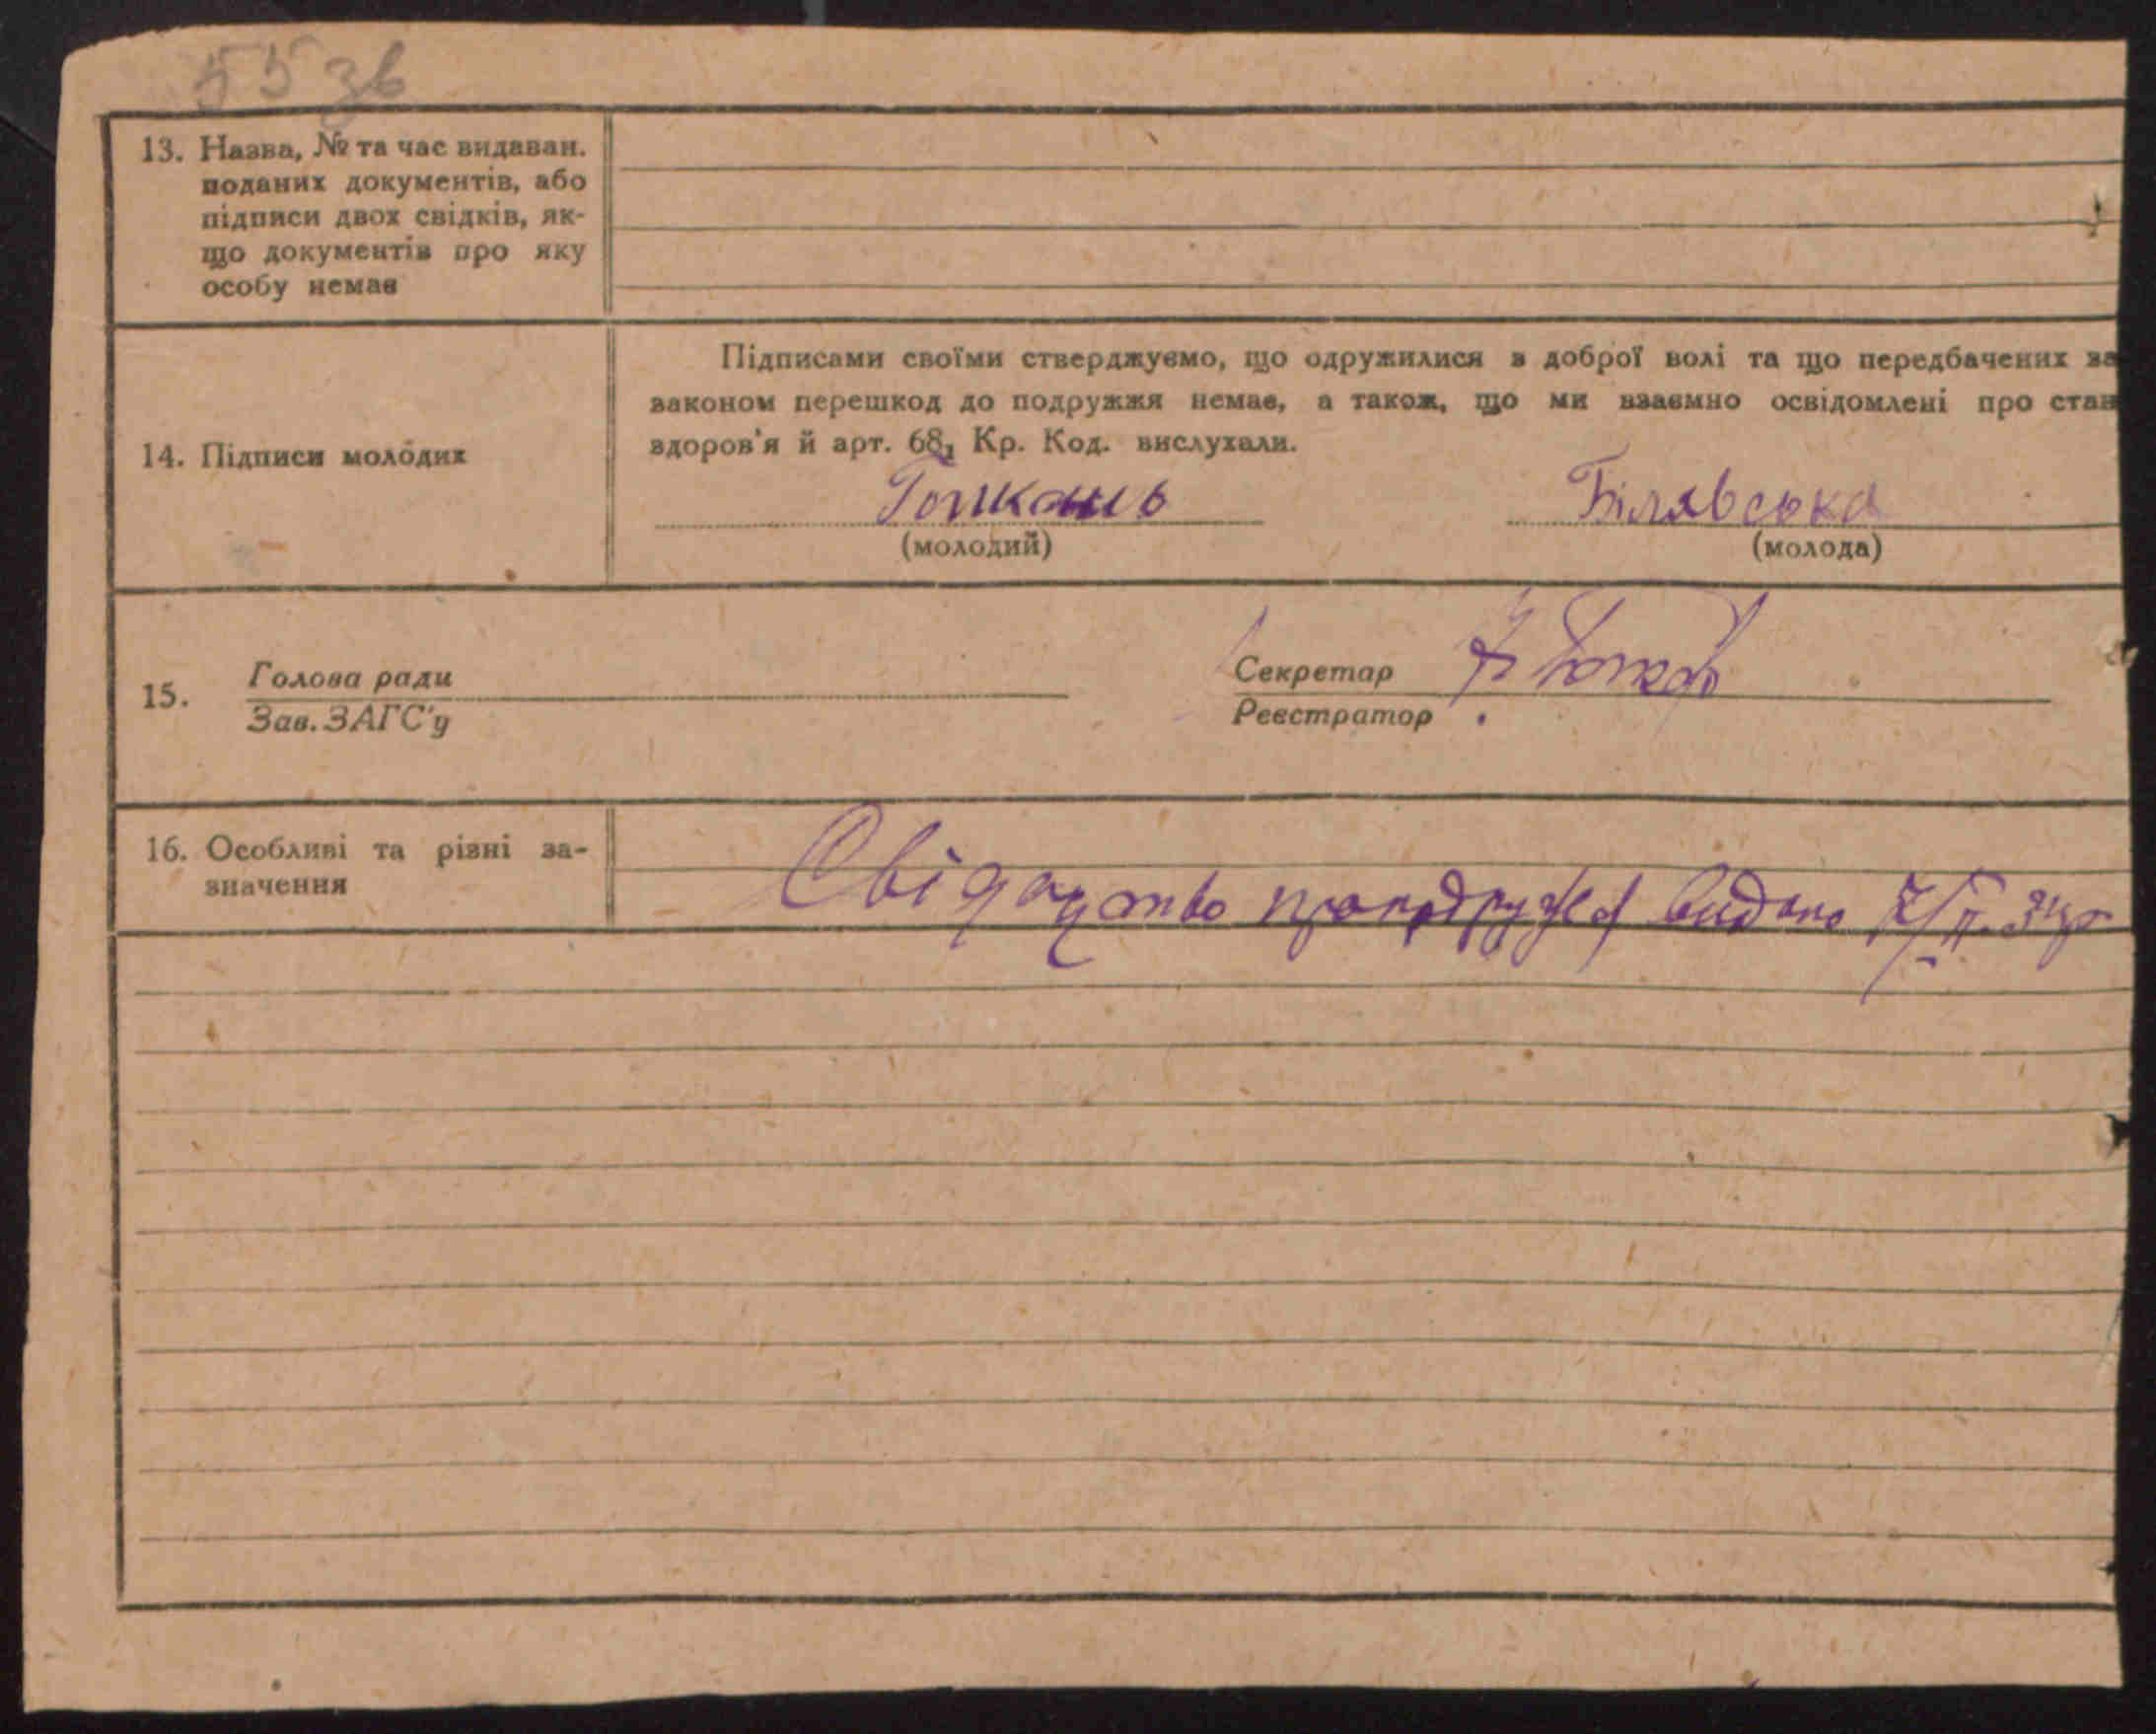 55 зв
13. Назва, № та час видаван.
поданих документів, або
підписи двох свідків, як-
що документів про яку
особу немає
Підписами своїми стверджуємо, що одружилися з доброї волі та що передбачених за
законом перешкод до подружжя немає, а також, що ми взаємно освідомлені про стан
здоров'я й арт. 68₁ Кр. Код. вислухали.
14. Підписи молодих
Білявська
(молодий) (молода)
15. Голова ради Секретар
Зав. ЗАГС'у Реєстратор
16. Особливі та різні за-
значення
Свідоцтво про видано